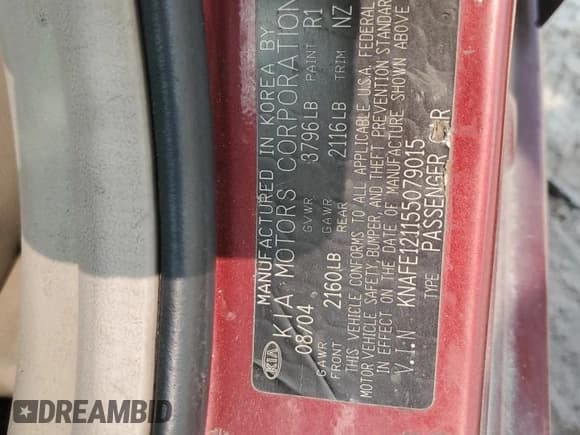 MANUFACTURED IN KOREA BY
KIA MOTORS CORPORATION
08/04 GVWR 3796LB PAINT R1
GAWR FRONT 2160LB GAWR REAR 2116LB TRIM NZ
THIS VEHICLE CONFORMS TO ALL APPLICABLE U.S.A. FEDERAL
MOTOR VEHICLE SAFETY, BUMPER, AND THEFT PREVENTION STANDARD
IN EFFECT ON THE DATE OF MANUFACTURE SHOWN ABOVE
V.I.N KNAFE121155079015
TYPE PASSENGER
KIA
DREAMBID